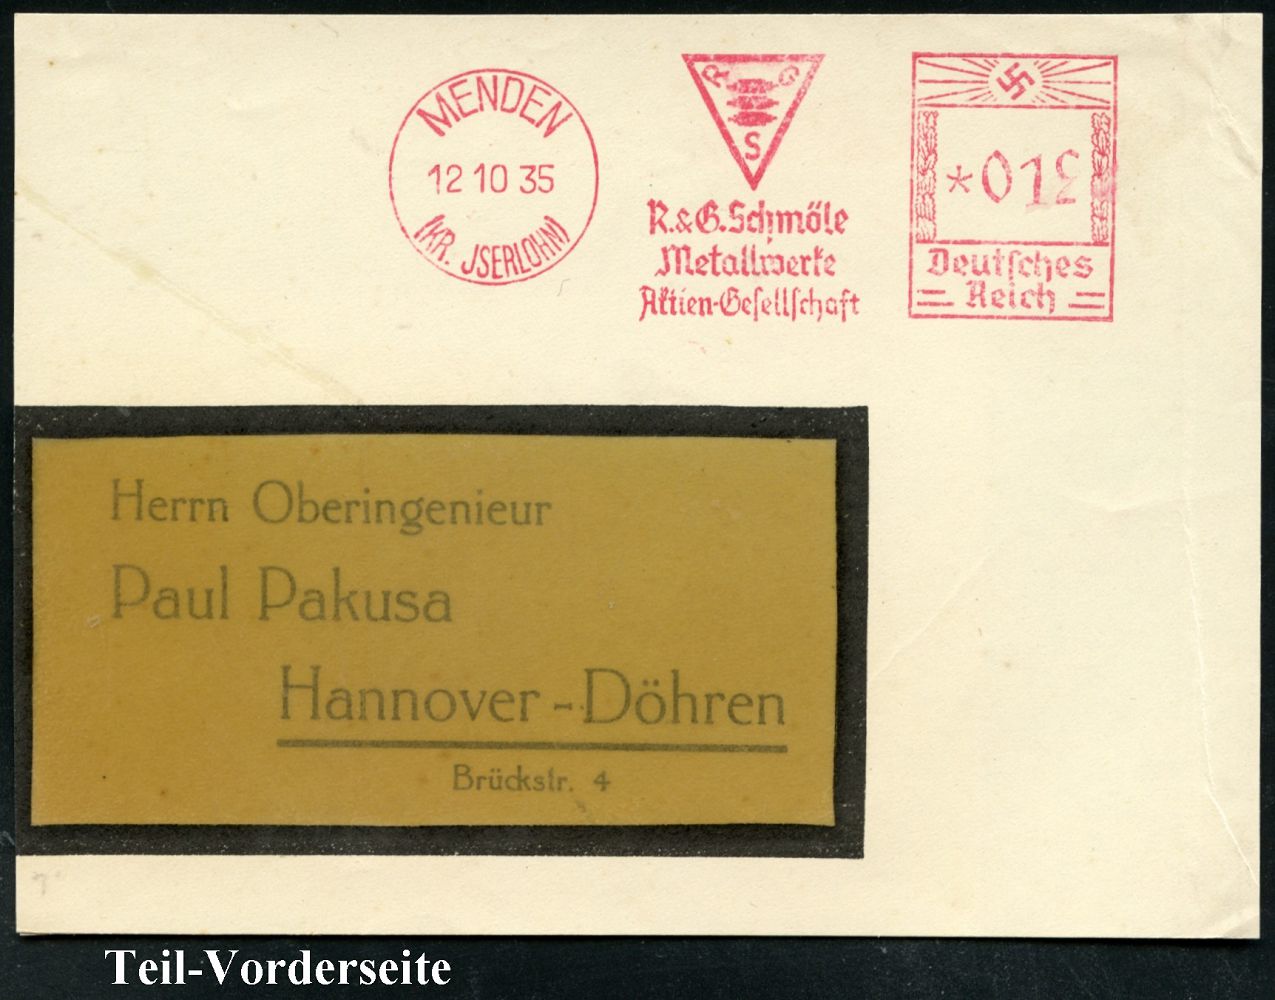 MENDEN
12 10 35
(KR. JSERLOHN)
R G
S
R.&G.Schmöle
Metallwerke
Aktien-Gesellschaft
*012
Deutsches
Reich
Herrn Oberingenieur
Paul Pakusa
Hannover-Döhren
Brückstr. 4
Teil-Vorderseite